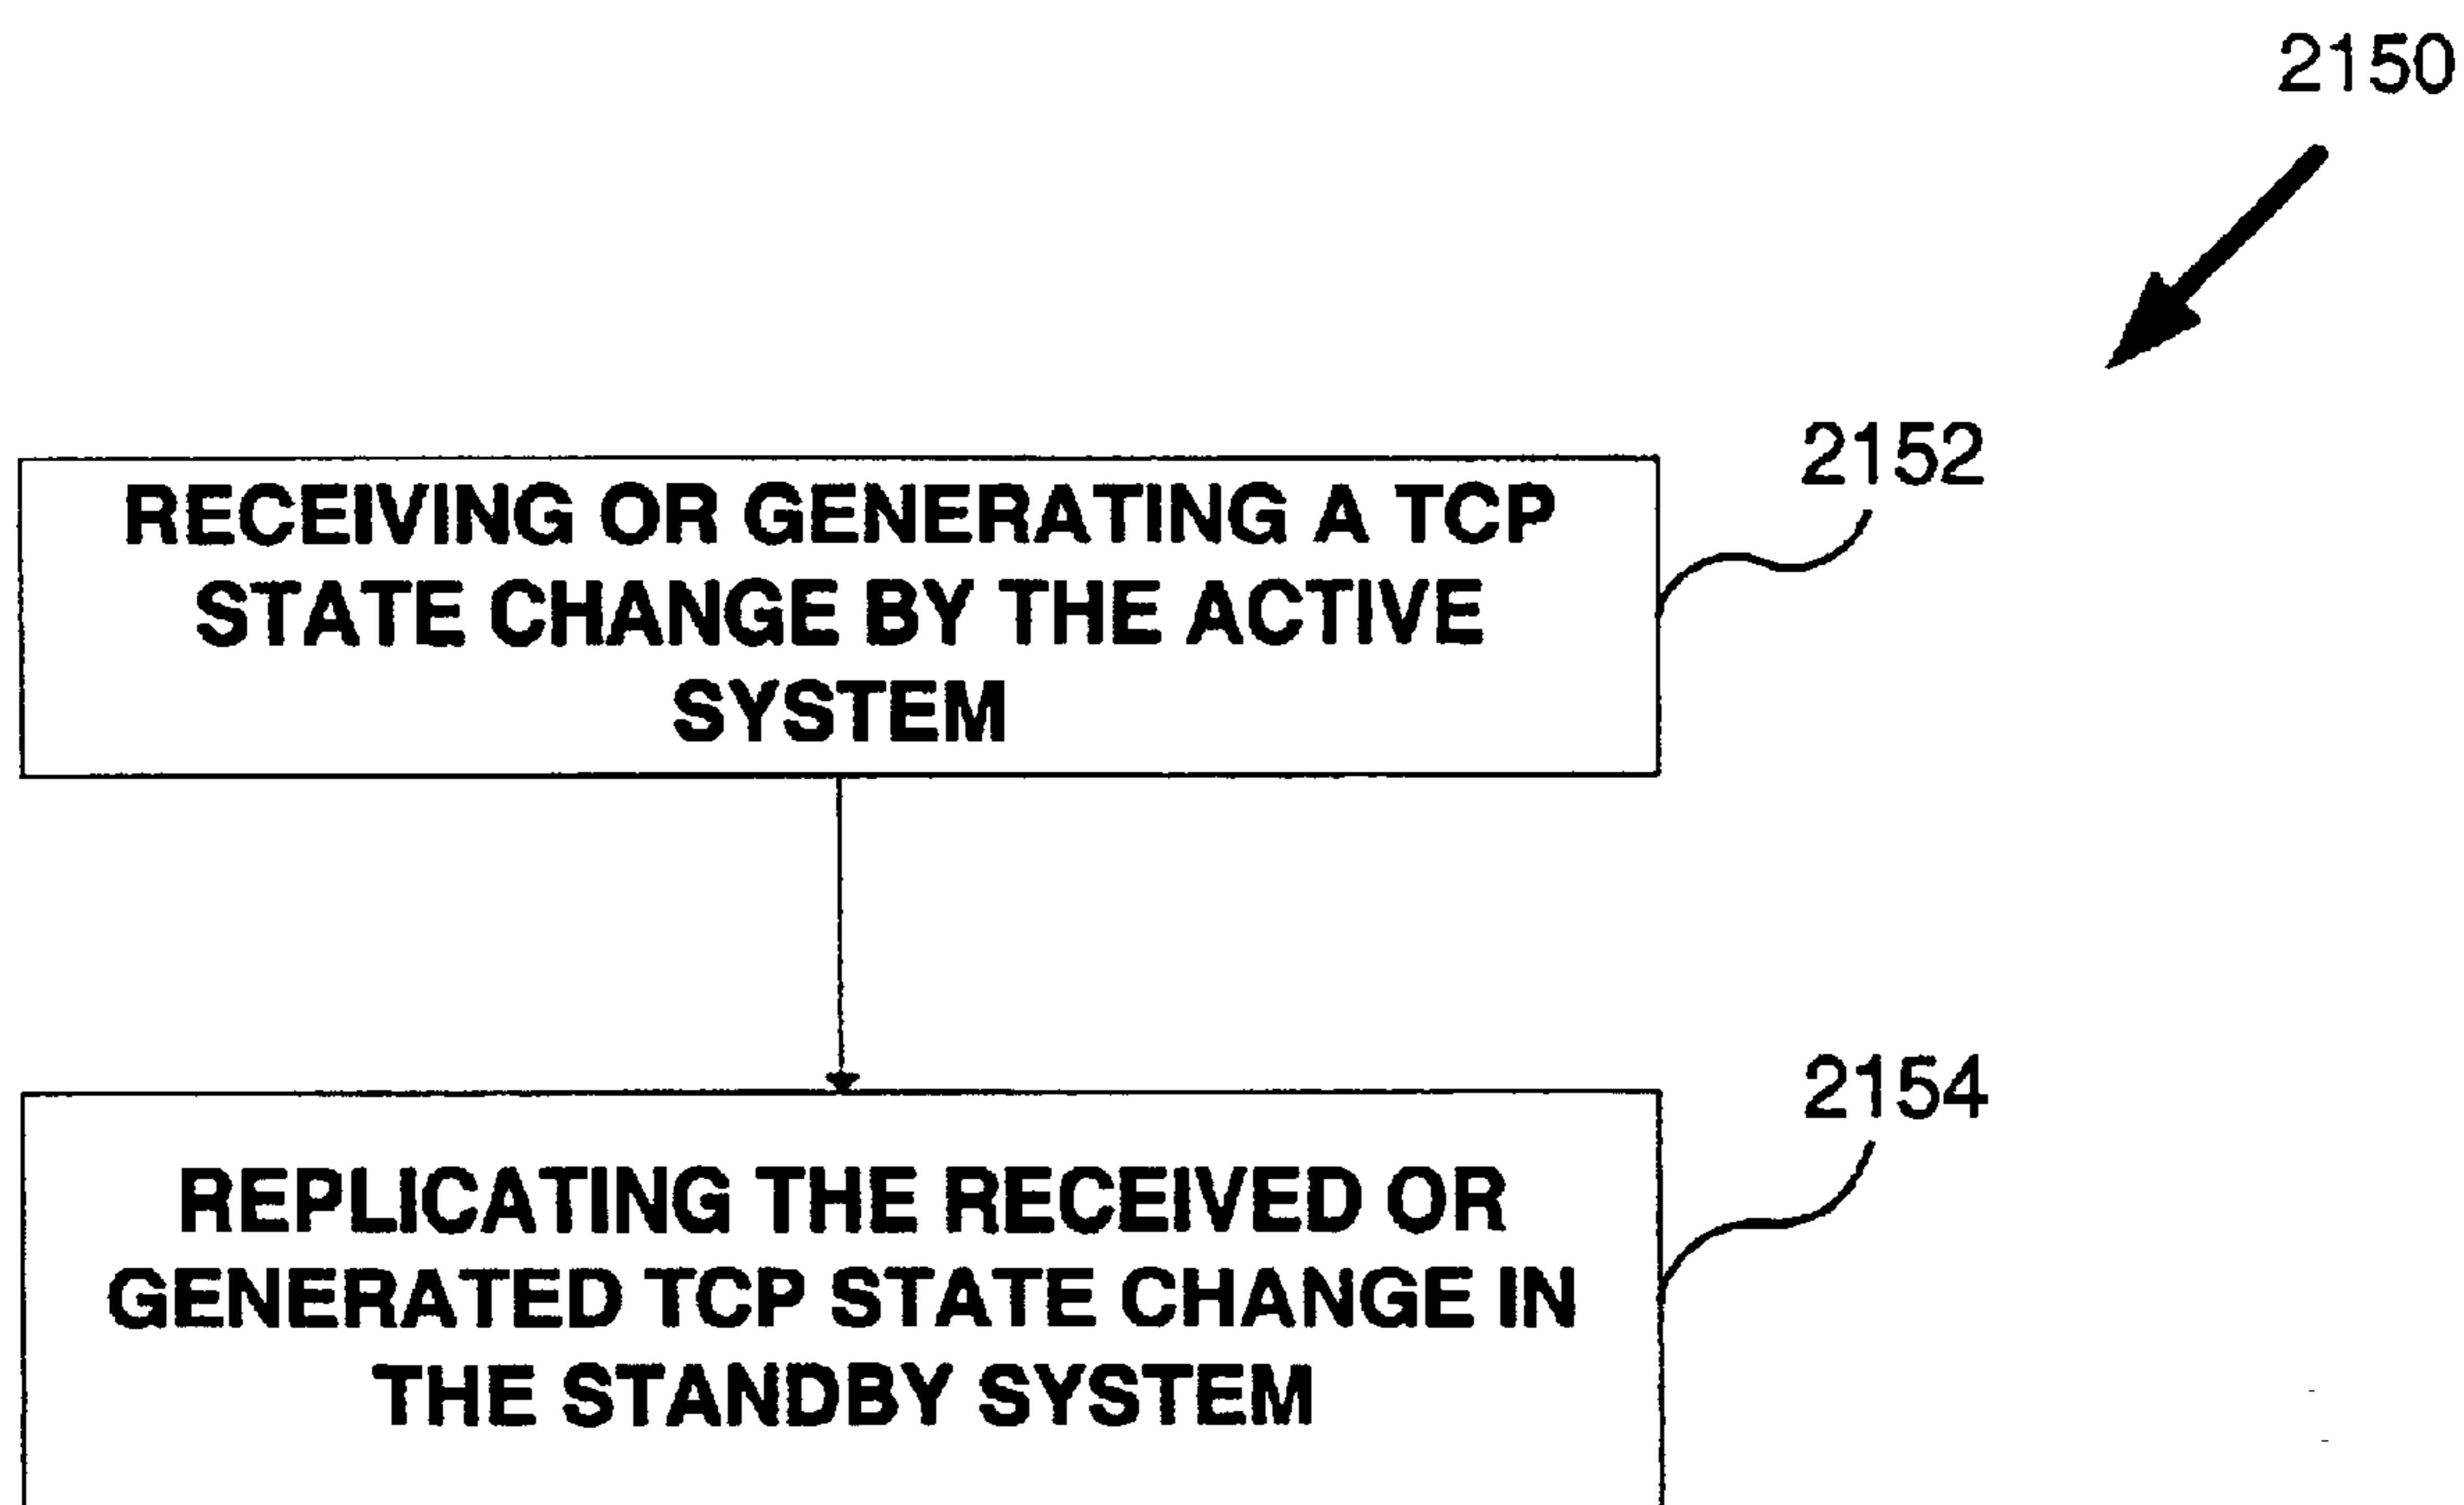 2150
2152
RECEIVING OR GENERATING A TCP
STATE CHANGE BY THE ACTIVE
SYSTEM
2154
REPLICATING THE RECEIVED OR
GENERATED TCP STATE CHANGE IN
THE STANDBY SYSTEM